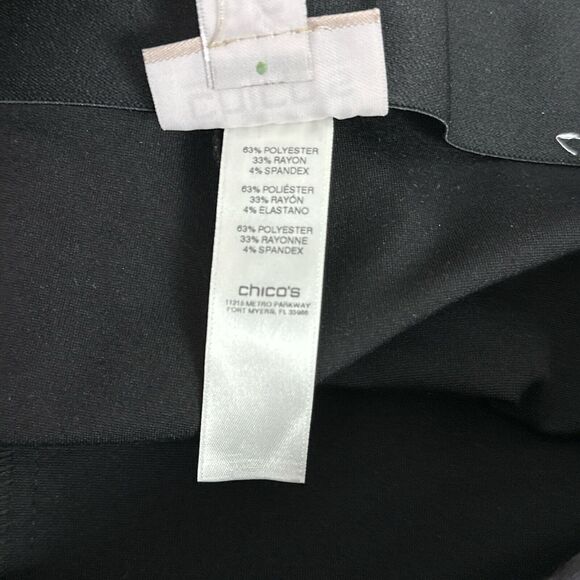 chico's
63% POLYESTER
33% RAYON
4% SPANDEX
63% POLIÉSTER
33% RAYÓN
4% ELASTANO
63% POLYESTER
33% RAYONNE
4% SPANDEX
chico's
11215 METRO PARKWAY
FORT MYERS, FL 33966